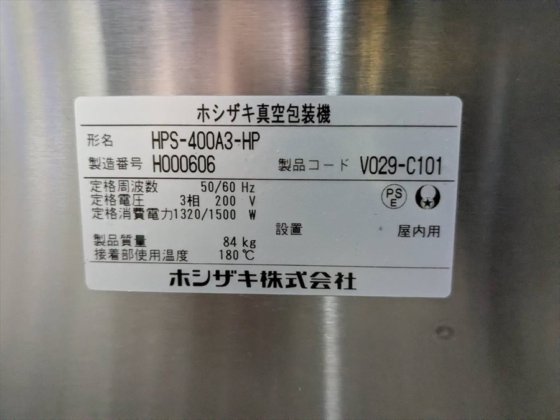 ホシザキ真空包装機
形名 HPS-400A3-HP
製造番号 H000606 製品コード V029-C101
定格周波数 50/60 Hz
定格電圧 3相 200 V
定格消費電力1320/1500 W
PS
E
設置 屋内用
製品質量 84 kg
接着部使用温度 180℃
ホシザキ株式会社